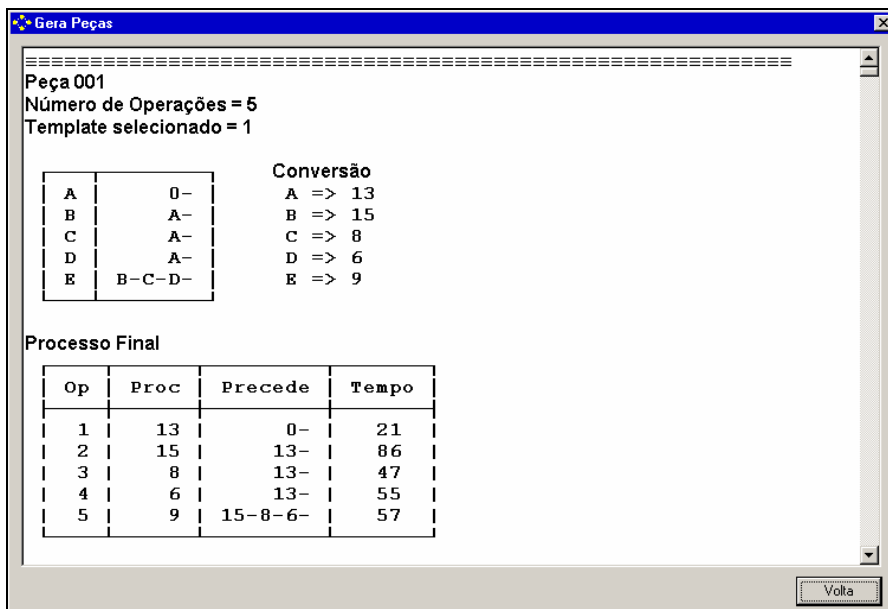 Gera Peças
===========================================================
Peça 001
Número de Operações = 5
Template selecionado = 1
Conversão
A 0- A => 13
B A- B => 15
C A- C => 8
D A- D => 6
E B-C-D- E => 9
Processo Final
Op Proc Precede Tempo
1 13 0- 21
2 15 13- 86
3 8 13- 47
4 6 13- 55
5 9 15-8-6- 57
Volta